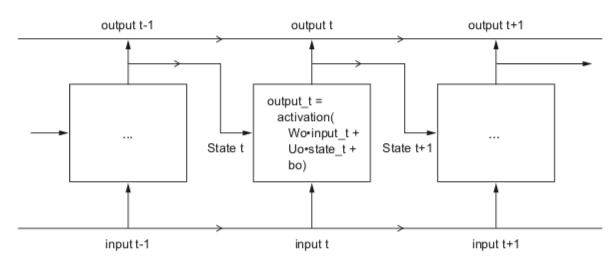 output t-1
output t
output t+1
...
output_t =
activation(
Wo•input_t +
Uo•state_t +
bo)
...
State t
State t+1
input t-1
input t
input t+1